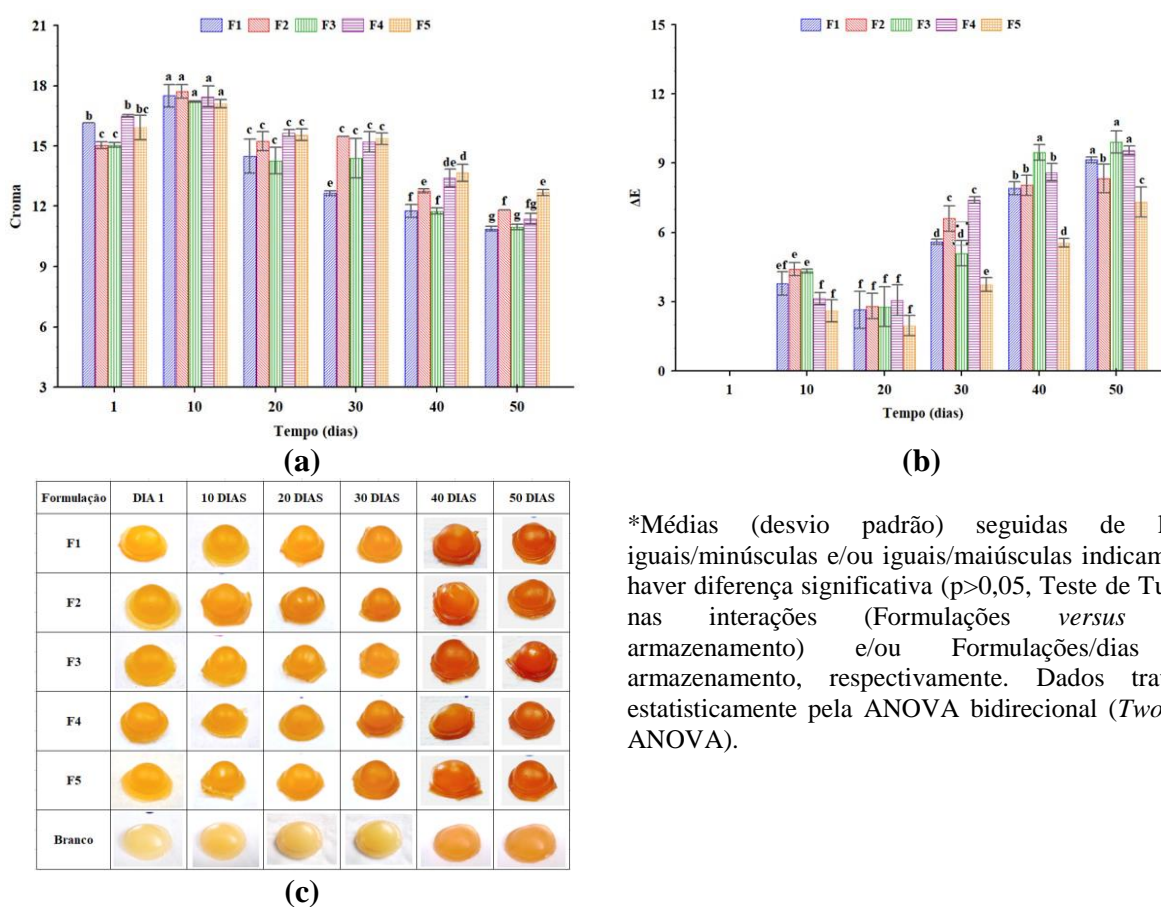 F1 F2 F3 F4 F5
21
18
15
12
9
6
3
Croma
b c c b bc
a a a a a
c c c c c
e c c c c
f e f de d
g f g fg e
1 10 20 30 40 50
Tempo (dias)
(a)
F1 F2 F3 F4 F5
15
12
9
6
3
0
ΔE
ef e e f f
f f f f f
d c d c e
b b a b d
a b a a c
1 10 20 30 40 50
Tempo (dias)
(b)
Formulação DIA 1 10 DIAS 20 DIAS 30 DIAS 40 DIAS 50 DIAS
F1
F2
F3
F4
F5
Branco
(c)
*Médias (desvio padrão) seguidas de
iguais/minúsculas e/ou iguais/maiúsculas indicam
haver diferença significativa (p>0,05, Teste de Tu
nas interações (Formulações versus
armazenamento) e/ou Formulações/dias
armazenamento, respectivamente. Dados trat
estatisticamente pela ANOVA bidirecional (Two
ANOVA).